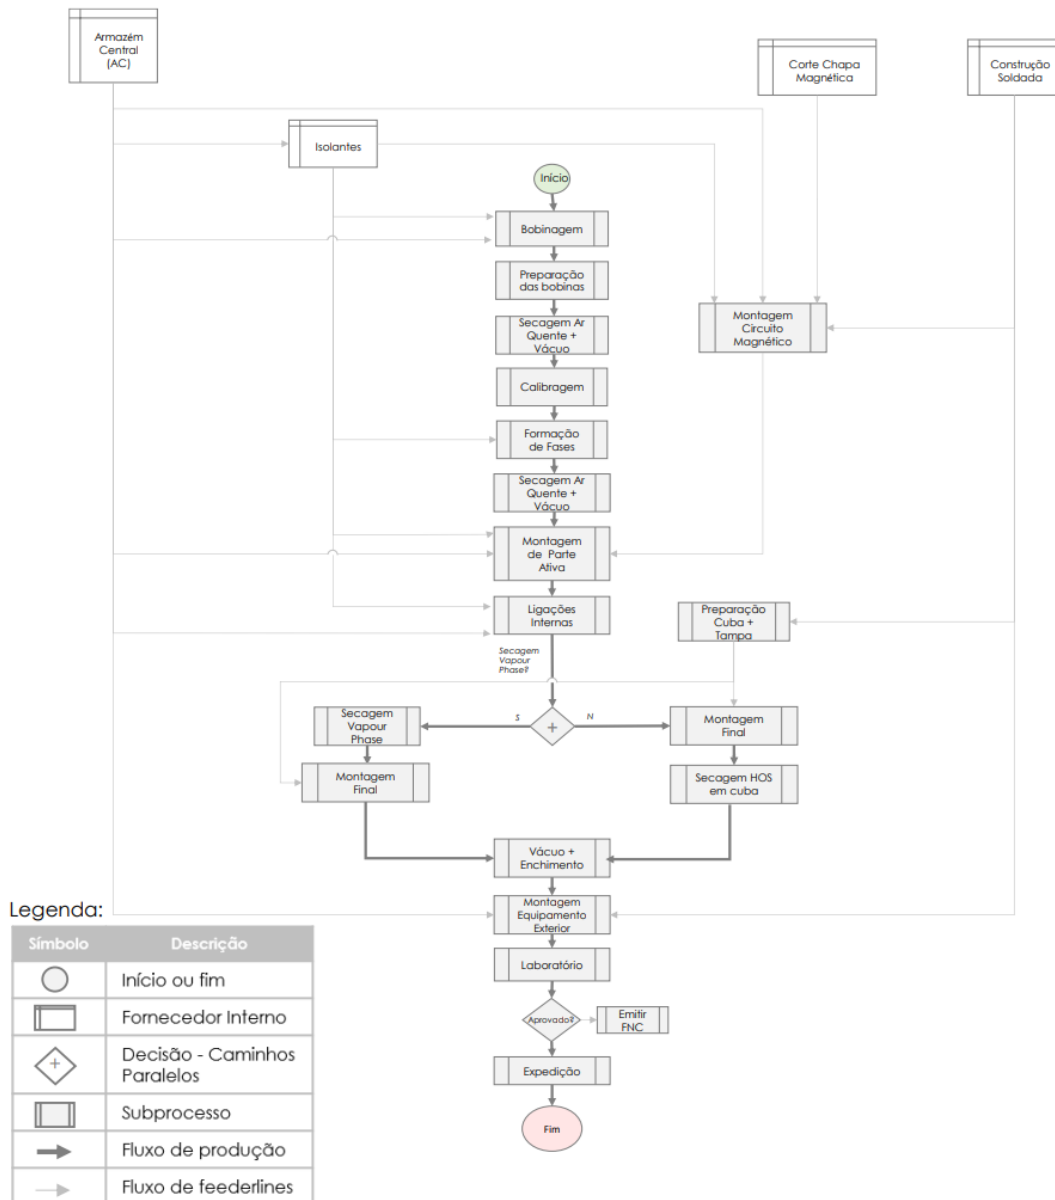 Armazém
Central
(AC)
Corte Chapa
Magnética
Construção
Soldada
Isolantes
Início
Bobinagem
Preparação
das bobinas
Secagem Ar
Quente +
Vácuo
Montagem
Circuito
Magnético
Calibragem
Formação
de Fases
Secagem Ar
Quente +
Vácuo
Montagem
de Parte
Ativa
Ligações
Internas
Preparação
Cuba +
Tampa
Secagem
Vapour
Phase?
S
+
N
Secagem
Vapour
Phase
Montagem
Final
Montagem
Final
Secagem HOS
em cuba
Vácuo +
Enchimento
Montagem
Equipamento
Exterior
Laboratório
Aprovado?
Emitir
FNC
Expedição
Fim
Legenda:
Símbolo Descrição
Início ou fim
Fornecedor Interno
+ Decisão - Caminhos
Paralelos
Subprocesso
Fluxo de produção
Fluxo de feederlines